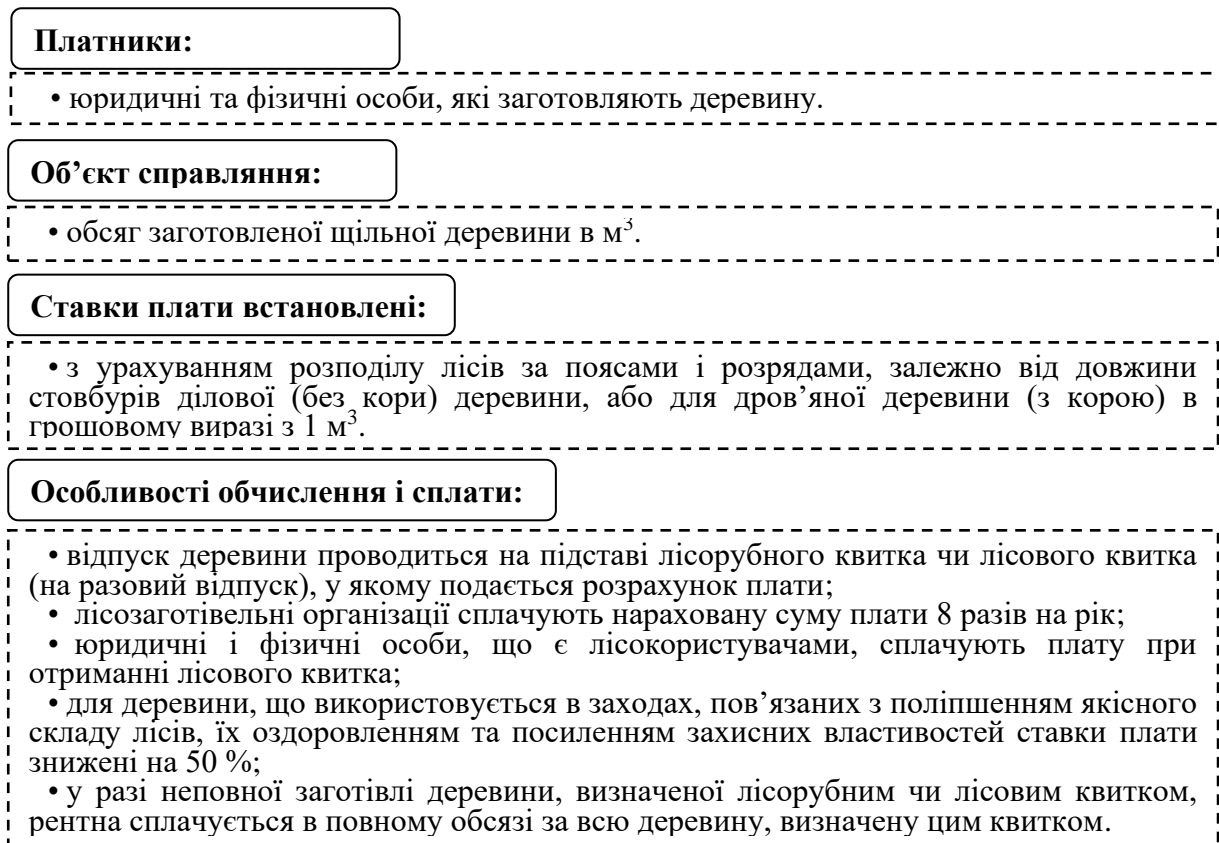 Платники:
• юридичні та фізичні особи, які заготовляють деревину.
Об’єкт справляння:
• обсяг заготовленої щільної деревини в м³.
Ставки плати встановлені:
• з урахуванням розподілу лісів за поясами і розрядами, залежно від довжини
стовбурів ділової (без кори) деревини, або для дров’яної деревини (з корою) в
грошовому виразі з 1 м³.
Особливості обчислення і сплати:
• відпуск деревини проводиться на підставі лісорубного квитка чи лісового квитка
(на разовий відпуск), у якому подається розрахунок плати;
• лісозаготівельні організації сплачують нараховану суму плати 8 разів на рік;
• юридичні і фізичні особи, що є лісокористувачами, сплачують плату при
отриманні лісового квитка;
• для деревини, що використовується в заходах, пов’язаних з поліпшенням якісного
складу лісів, їх оздоровленням та посиленням захисних властивостей ставки плати
знижені на 50 %;
• у разі неповної заготівлі деревини, визначеної лісорубним чи лісовим квитком,
рентна сплачується в повному обсязі за всю деревину, визначену цим квитком.